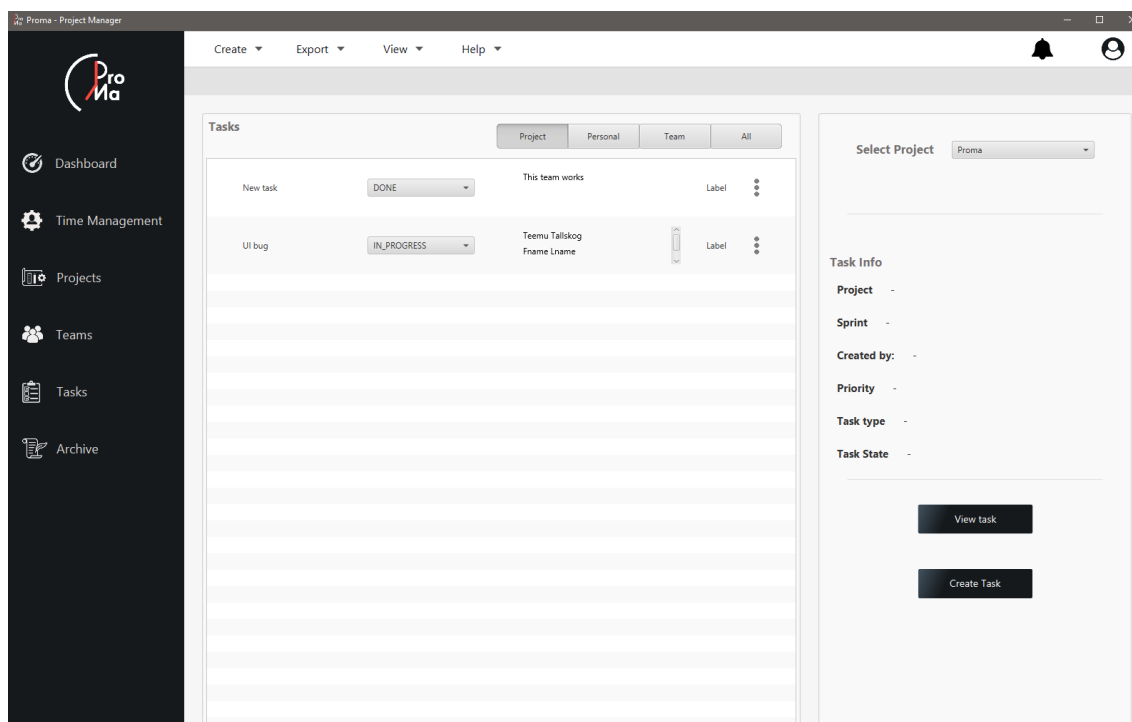 Proma - Project Manager
Create Export View Help
Pro
Ma
Dashboard
Time Management
Projects
Teams
Tasks
Archive
Tasks
Project Personal Team All
New task DONE This team works Label
UI bug IN_PROGRESS Teemu Tallskog Label
Fname Lname
Select Project Proma
Task Info
Project -
Sprint -
Created by: -
Priority -
Task type -
Task State -
View task
Create Task